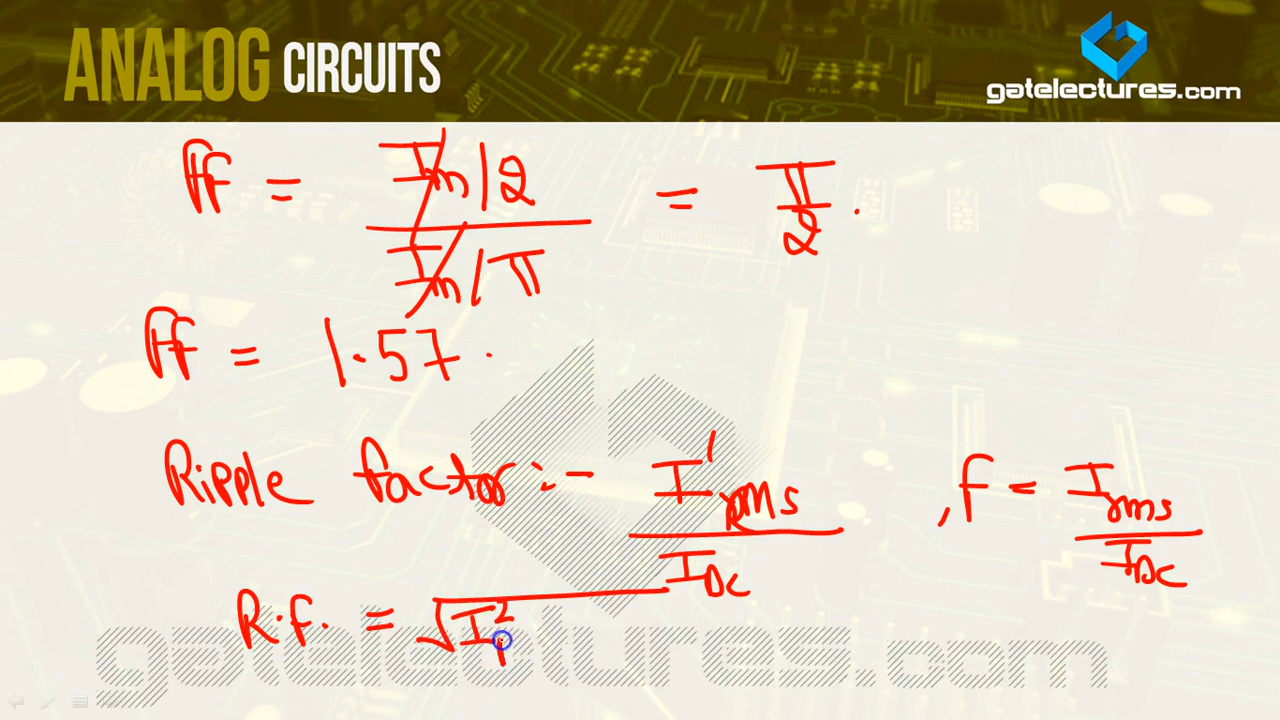 ANALOG CIRCUITS
gatelectures.com
FF = (Im/2) / (Im/π) = π/2 .
FF = 1.57 .
Ripple factor :- I'rms / IDC , F = Irms / IDC
R.F. = √I²r
gatelectures.com